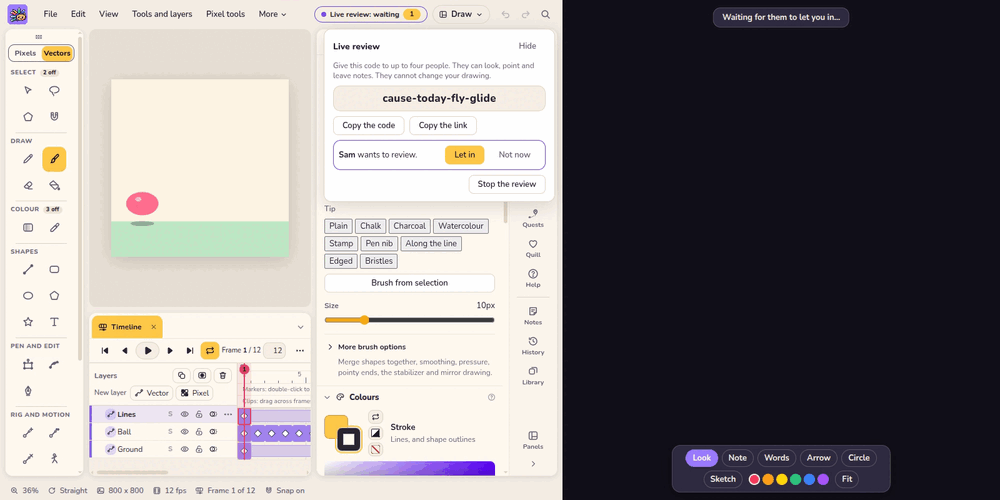 File Edit View Tools and layers Pixel tools More Live review: waiting 1 Draw
Pixels Vectors
SELECT 2 off
DRAW
COLOUR 3 off
SHAPES
PEN AND EDIT
RIG AND MOTION
Live review Hide
Give this code to up to four people. They can look, point and
leave notes. They cannot change your drawing.
cause-today-fly-glide
Copy the code Copy the link
Sam wants to review. Let in Not now
Stop the review
Tip
Plain Chalk Charcoal Watercolour
Stamp Pen nib Along the line
Edged Bristles
Brush from selection
Size 10px
More brush options
Merge shapes together, smoothing, pressure,
pointy ends, the stabilizer and mirror drawing.
Colours
Stroke
Lines, and shape outlines
Quests
Quill
Help
Notes
History
Library
Panels
Timeline
Frame 1 / 12 12
Layers
New layer Vector Pixel
1 5
Markers: double-click to
Clips: drag across frame
Lines S
Ball S
Ground S
36% Straight 800 x 800 12 fps Frame 1 of 12 Snap on
Waiting for them to let you in...
Look Note Words Arrow Circle
Sketch Fit